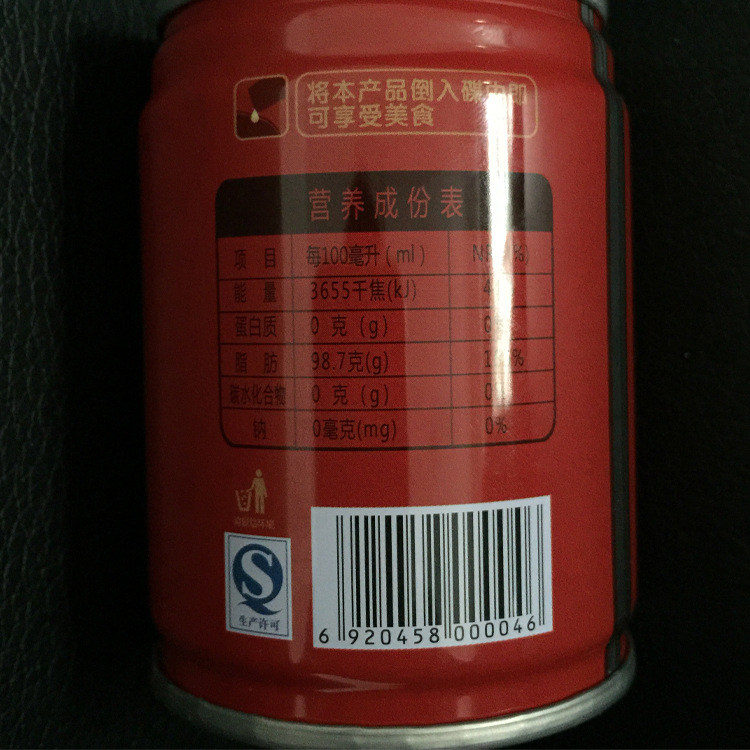 将本产品倒入碟中即
可享受美食
营养成份表
项 目 每100毫升(ml)
能 量 3655千焦(kJ)
蛋白质 0 克 (g)
脂 肪 98.7克(g)
碳水化合物 0 克 (g)
钠 0毫克(mg) 0%
生产许可
6 920458 000046